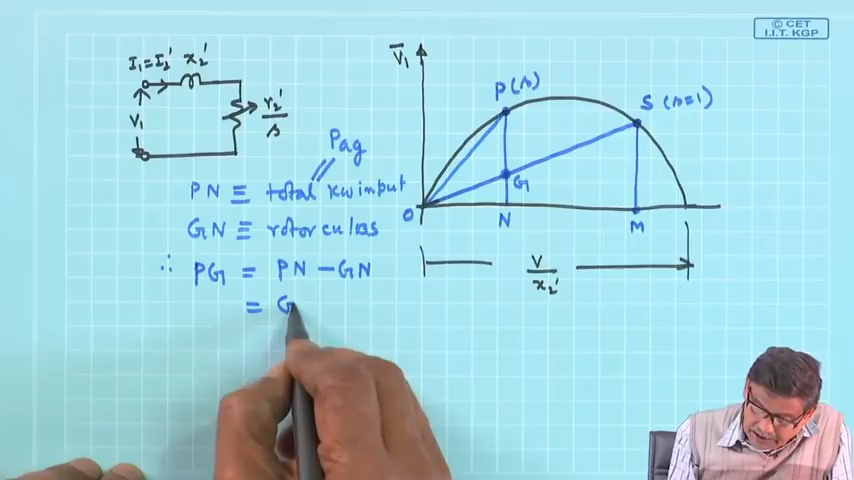 © CET
I.I.T. KGP
I₁=I₂' x₂'
V₁
r₂'/s
V̄₁
P(s)
S (s=1)
G
O
N
M
V/x₂'
Pag
PN ≡ total kw input
GN ≡ rotor cu loss
∴ PG = PN - GN
= G